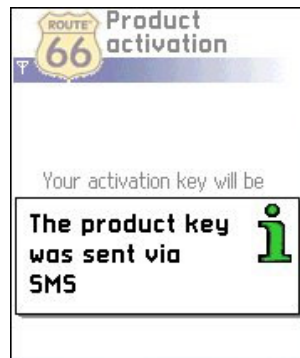 ROUTE
66
Product
activation
Your activation key will be
The product key
was sent via
SMS